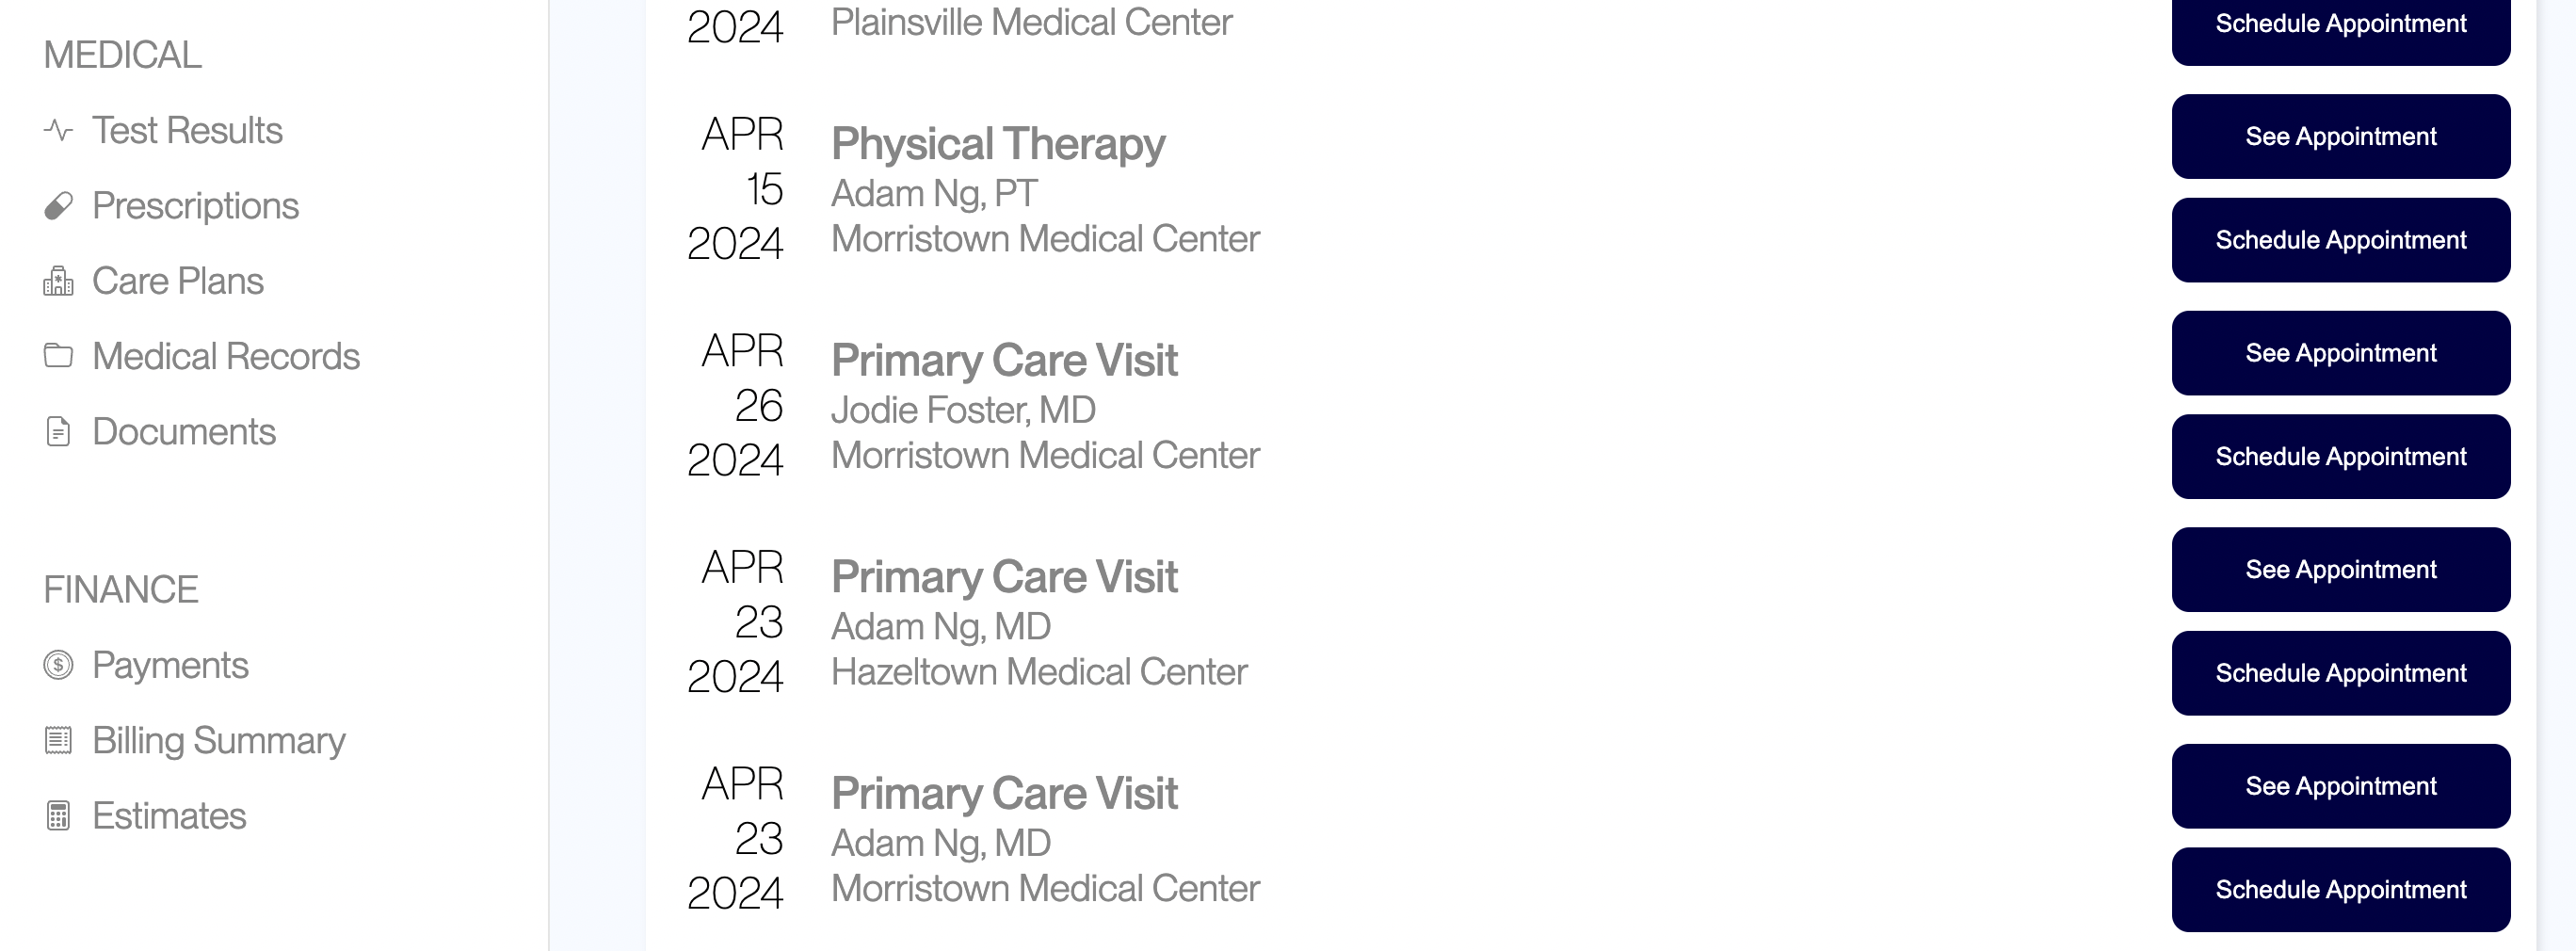 MEDICAL
Test Results
Prescriptions
Care Plans
Medical Records
Documents
FINANCE
Payments
Billing Summary
Estimates
2024
Plainsville Medical Center
Schedule Appointment
APR
15
2024
Physical Therapy
Adam Ng, PT
Morristown Medical Center
See Appointment
Schedule Appointment
APR
26
2024
Primary Care Visit
Jodie Foster, MD
Morristown Medical Center
See Appointment
Schedule Appointment
APR
23
2024
Primary Care Visit
Adam Ng, MD
Hazeltown Medical Center
See Appointment
Schedule Appointment
APR
23
2024
Primary Care Visit
Adam Ng, MD
Morristown Medical Center
See Appointment
Schedule Appointment